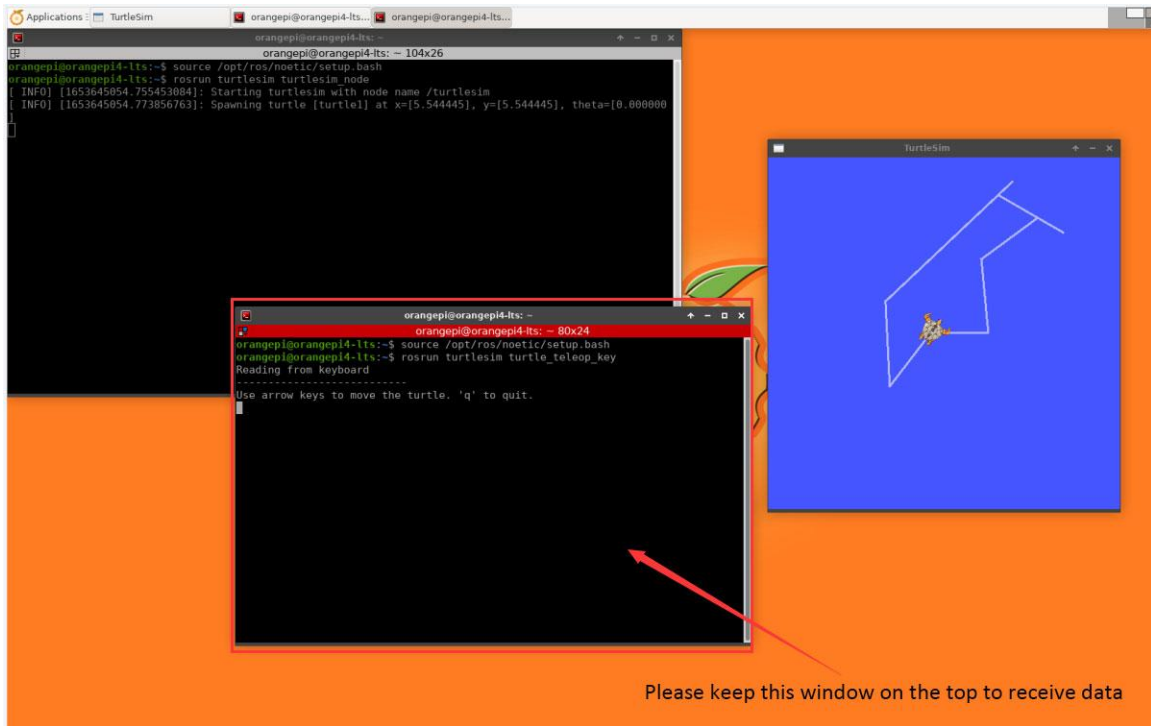 Applications
TurtleSim
orangepi@orangepi4-lts...
orangepi@orangepi4-lts...
orangepi@orangepi4-lts: ~
orangepi@orangepi4-lts: ~ 104x26
orangepi@orangepi4-lts:~$ source /opt/ros/noetic/setup.bash
orangepi@orangepi4-lts:~$ rosrun turtlesim turtlesim_node
[ INFO] [1653645054.755453084]: Starting turtlesim with node name /turtlesim
[ INFO] [1653645054.773856763]: Spawning turtle [turtle1] at x=[5.544445], y=[5.544445], theta=[0.000000
]
TurtleSim
orangepi@orangepi4-lts: ~
orangepi@orangepi4-lts: ~ 80x24
orangepi@orangepi4-lts:~$ source /opt/ros/noetic/setup.bash
orangepi@orangepi4-lts:~$ rosrun turtlesim turtle_teleop_key
Reading from keyboard
---------------------------
Use arrow keys to move the turtle. 'q' to quit.
Please keep this window on the top to receive data